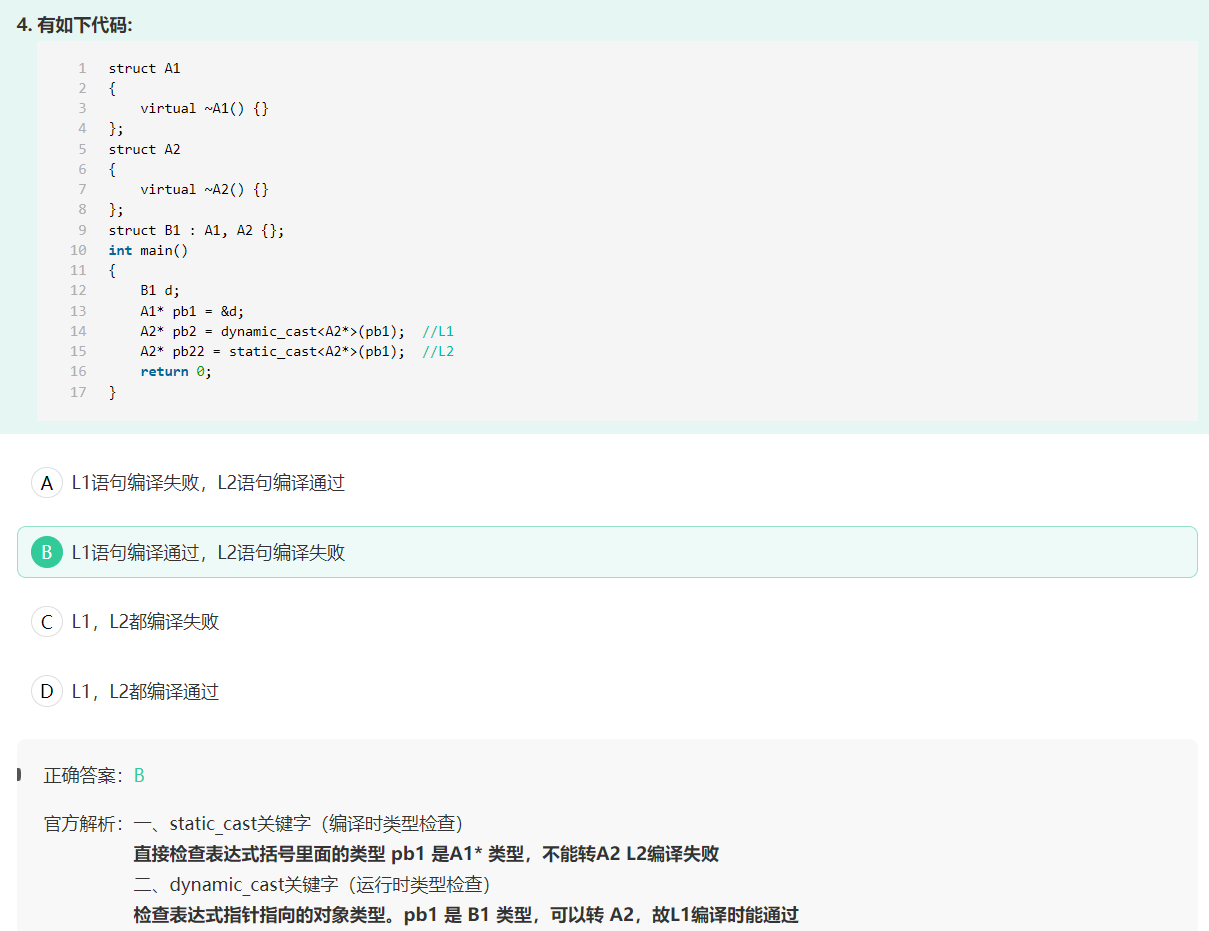 4. 有如下代码:
1 struct A1
2 {
3 virtual ~A1() {}
4 };
5 struct A2
6 {
7 virtual ~A2() {}
8 };
9 struct B1 : A1, A2 {};
10 int main()
11 {
12 B1 d;
13 A1* pb1 = &d;
14 A2* pb2 = dynamic_cast<A2*>(pb1); //L1
15 A2* pb22 = static_cast<A2*>(pb1); //L2
16 return 0;
17 }
A L1语句编译失败，L2语句编译通过
B L1语句编译通过，L2语句编译失败
C L1，L2都编译失败
D L1，L2都编译通过
正确答案：B
官方解析：一、static_cast关键字（编译时类型检查）
直接检查表达式括号里面的类型 pb1 是A1* 类型，不能转A2 L2编译失败
二、dynamic_cast关键字（运行时类型检查）
检查表达式指针指向的对象类型。pb1 是 B1 类型，可以转 A2，故L1编译时能通过